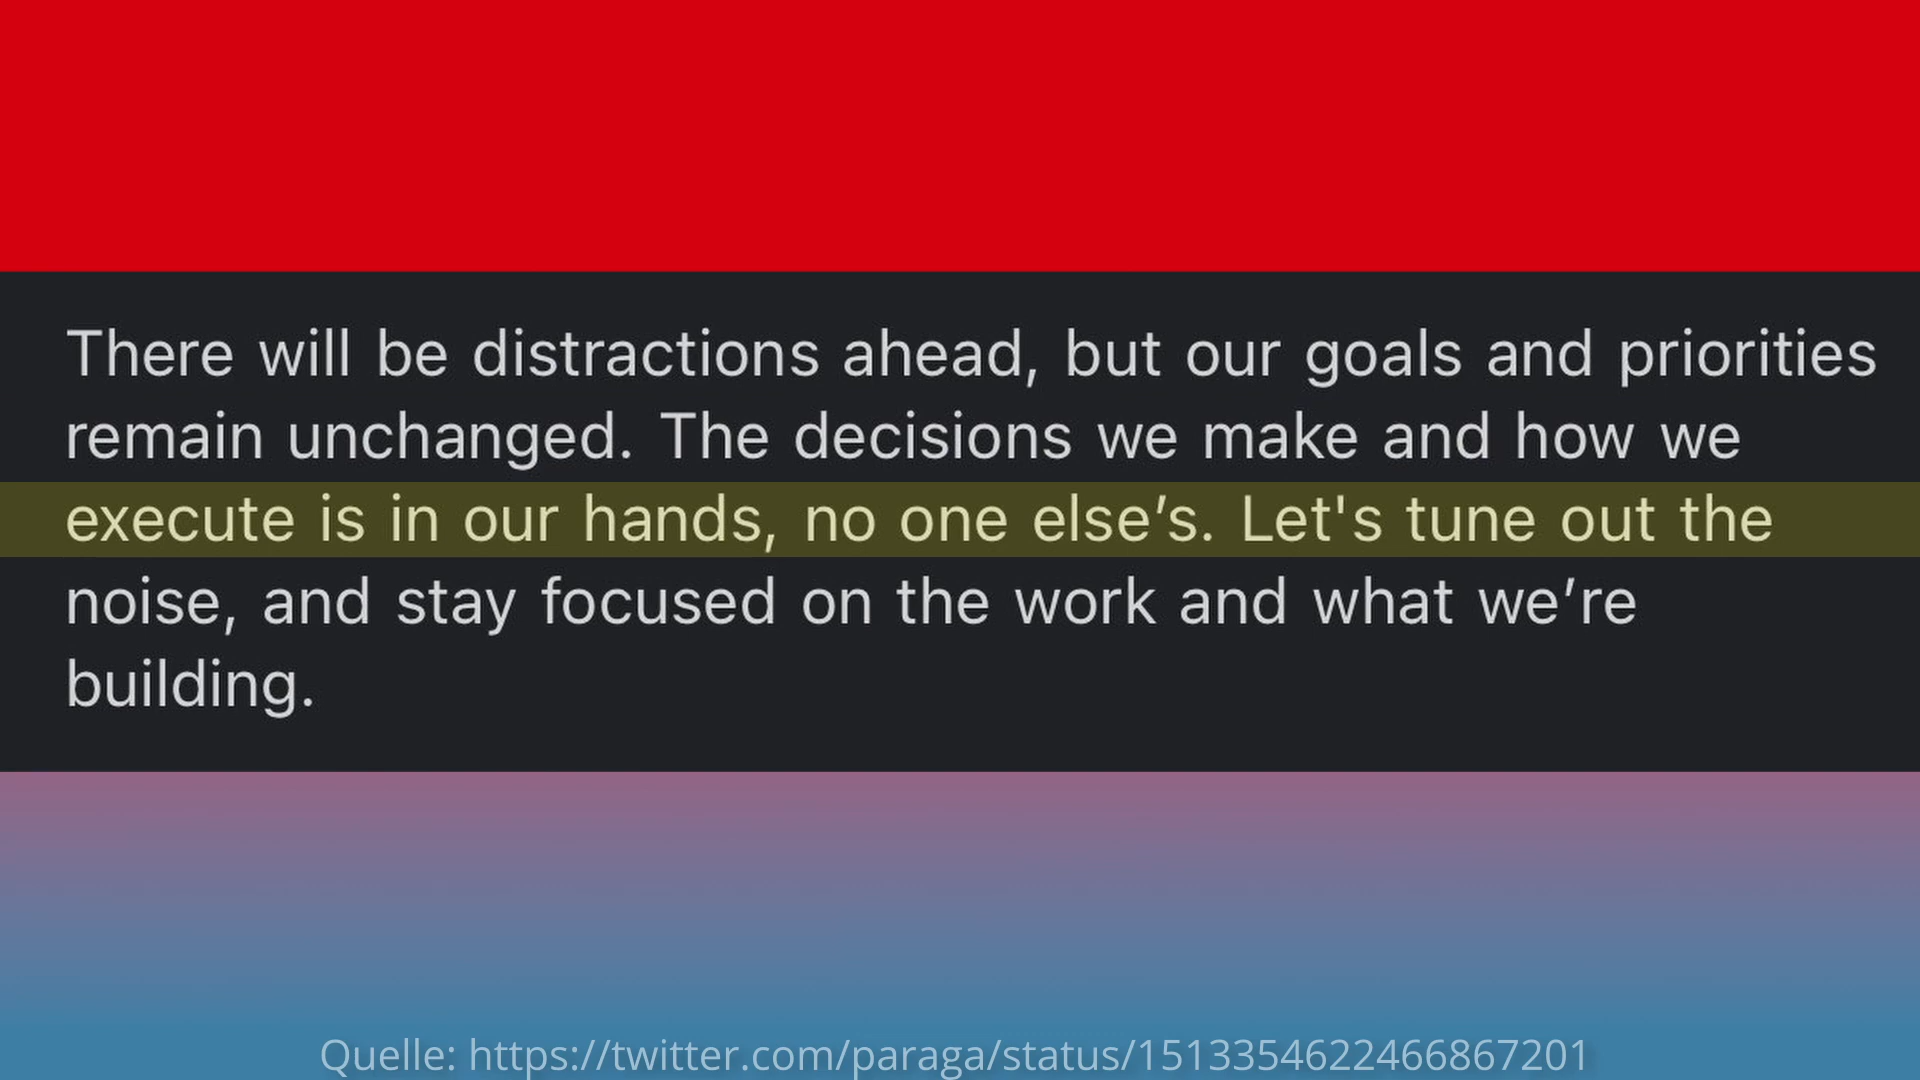 There will be distractions ahead, but our goals and priorities
remain unchanged. The decisions we make and how we
execute is in our hands, no one else’s. Let's tune out the
noise, and stay focused on the work and what we’re
building.
Quelle: https://twitter.com/paraga/status/1513354622466867201